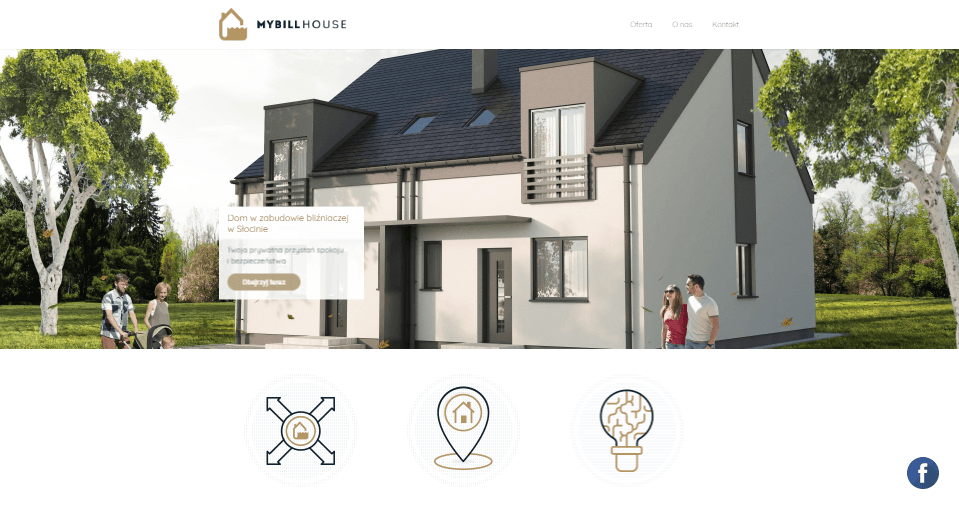 MYBILLHOUSE
Oferta O nas Kontakt
Dom w zabudowie bliźniaczej
w Słocinie
Twoja prywatna przystań spokoju
i bezpieczeństwa
Obejrzyj teraz
f